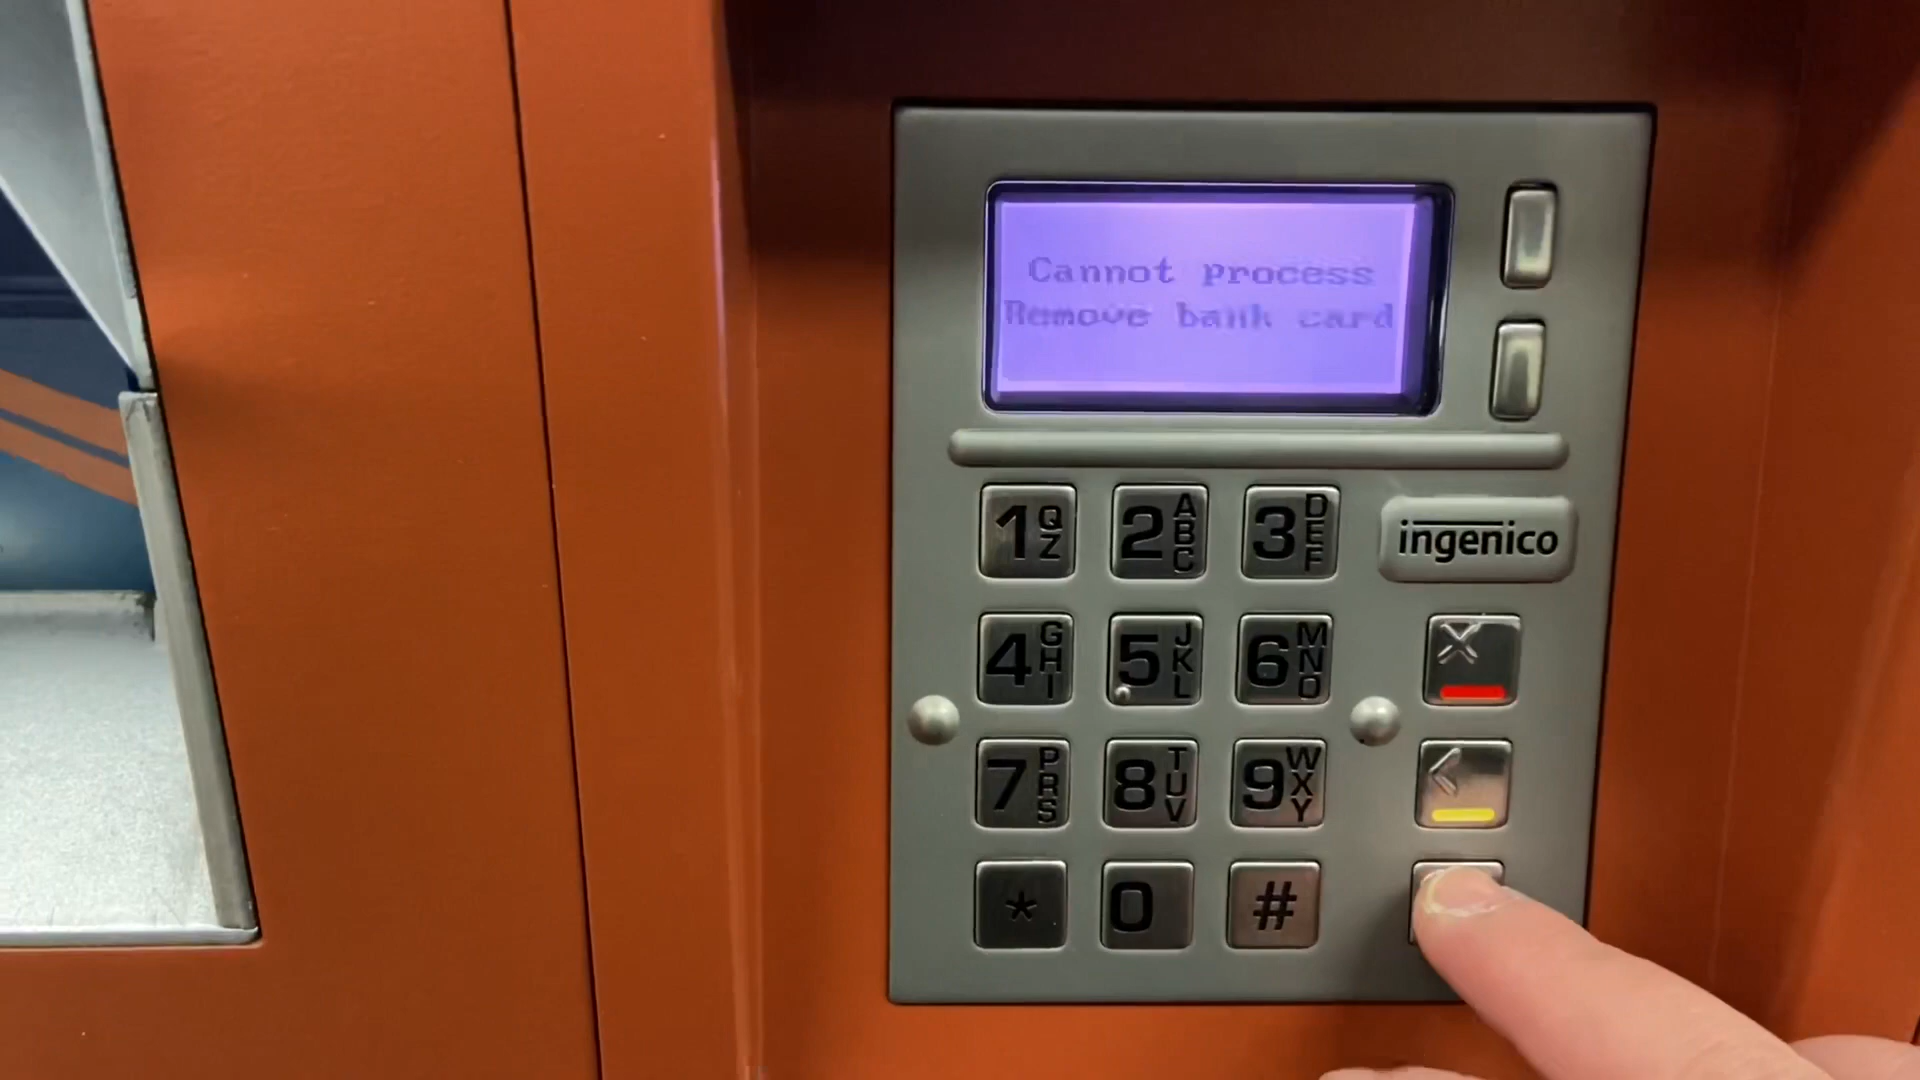 Cannot process
Remove bank card
1 QZ 2 ABC 3 DEF
ingenico
4 GHI 5 JKL 6 MNO
7 PRS 8 TUV 9 WXY
* 0 #